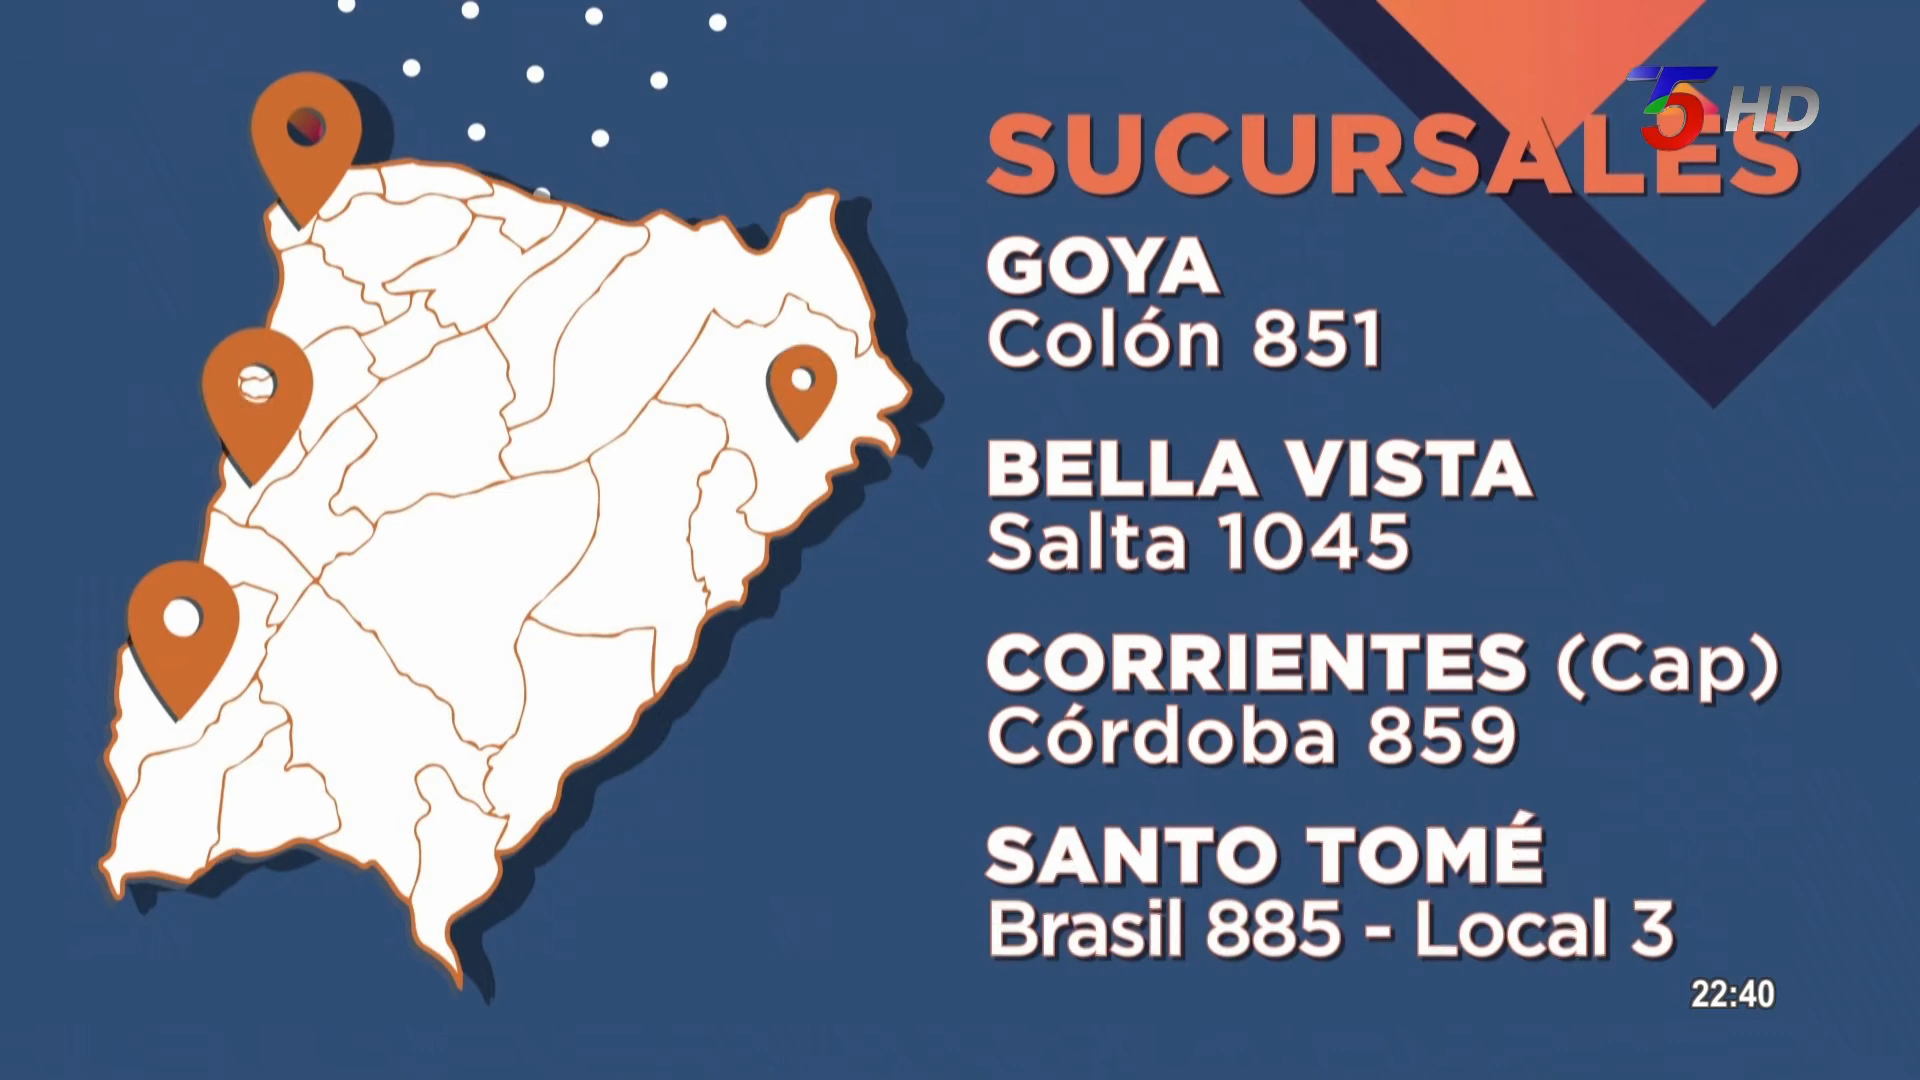 SUCURSALES
T5 HD
GOYA
Colón 851
BELLA VISTA
Salta 1045
CORRIENTES (Cap)
Córdoba 859
SANTO TOMÉ
Brasil 885 - Local 3
22:40